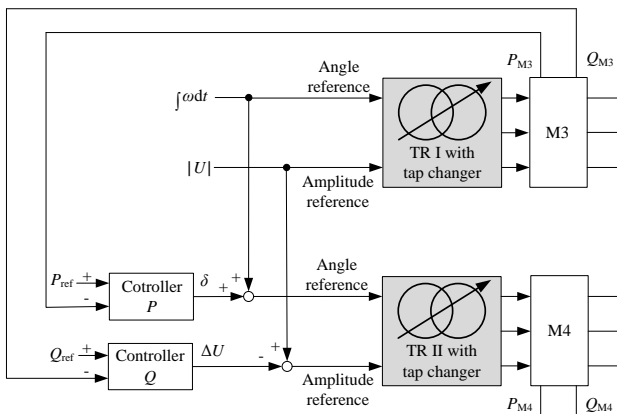 P_M3 Q_M3
Angle
reference
∫ωdt
M3
TR I with
tap changer
|U|
Amplitude
reference
P_ref + -
Cotroller
P
δ
+ +
Angle
reference
M4
Q_ref + -
Controller
Q
ΔU
- +
TR II with
tap changer
Amplitude
reference
P_M4 Q_M4